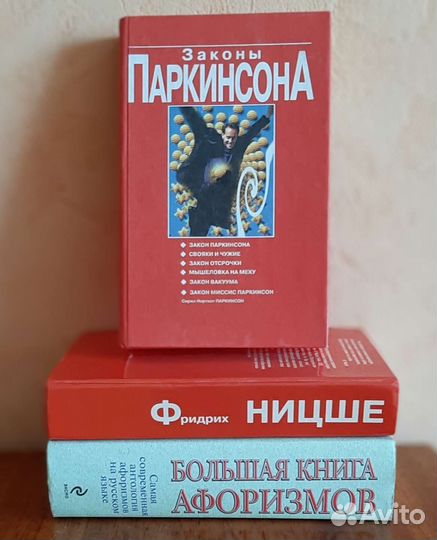 Законы
ПАРКИНСОНА
ЗАКОН ПАРКИНСОНА
СВОЯКИ И ЧУЖИЕ
ЗАКОН ОТСРОЧКИ
МЫШЕЛОВКА НА МЕХУ
ЗАКОН ВАКУУМА
ЗАКОН МИССИС ПАРКИНСОН
Сирил Норткот ПАРКИНСОН
Фридрих НИЦШЕ
Самая
современная
антология
афоризмов
на русском
языке
ЭКСМО
БОЛЬШАЯ КНИГА
АФОРИЗМОВ
Avito